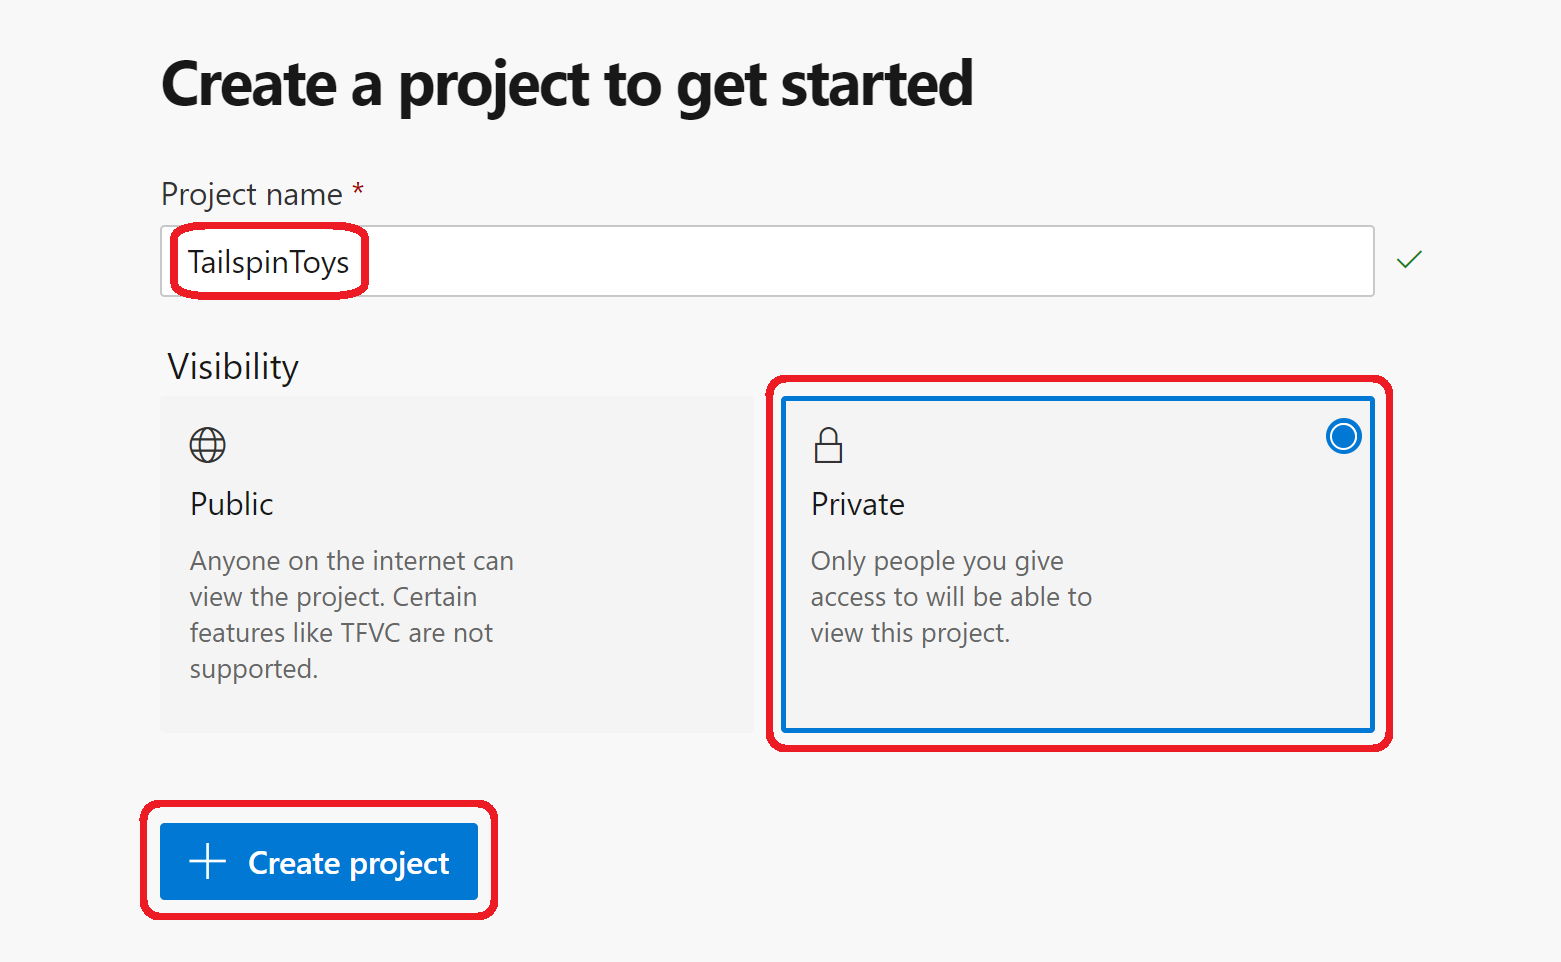 Create a project to get started
Project name *
TailspinToys
Visibility
Public
Anyone on the internet can
view the project. Certain
features like TFVC are not
supported.
Private
Only people you give
access to will be able to
view this project.
Create project